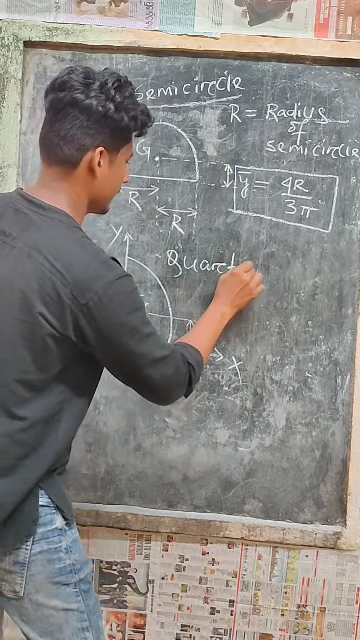 semicircle
R = Radius
of
semicircle
G
ȳ = 4R
3π
R
R
Y
Quart
X